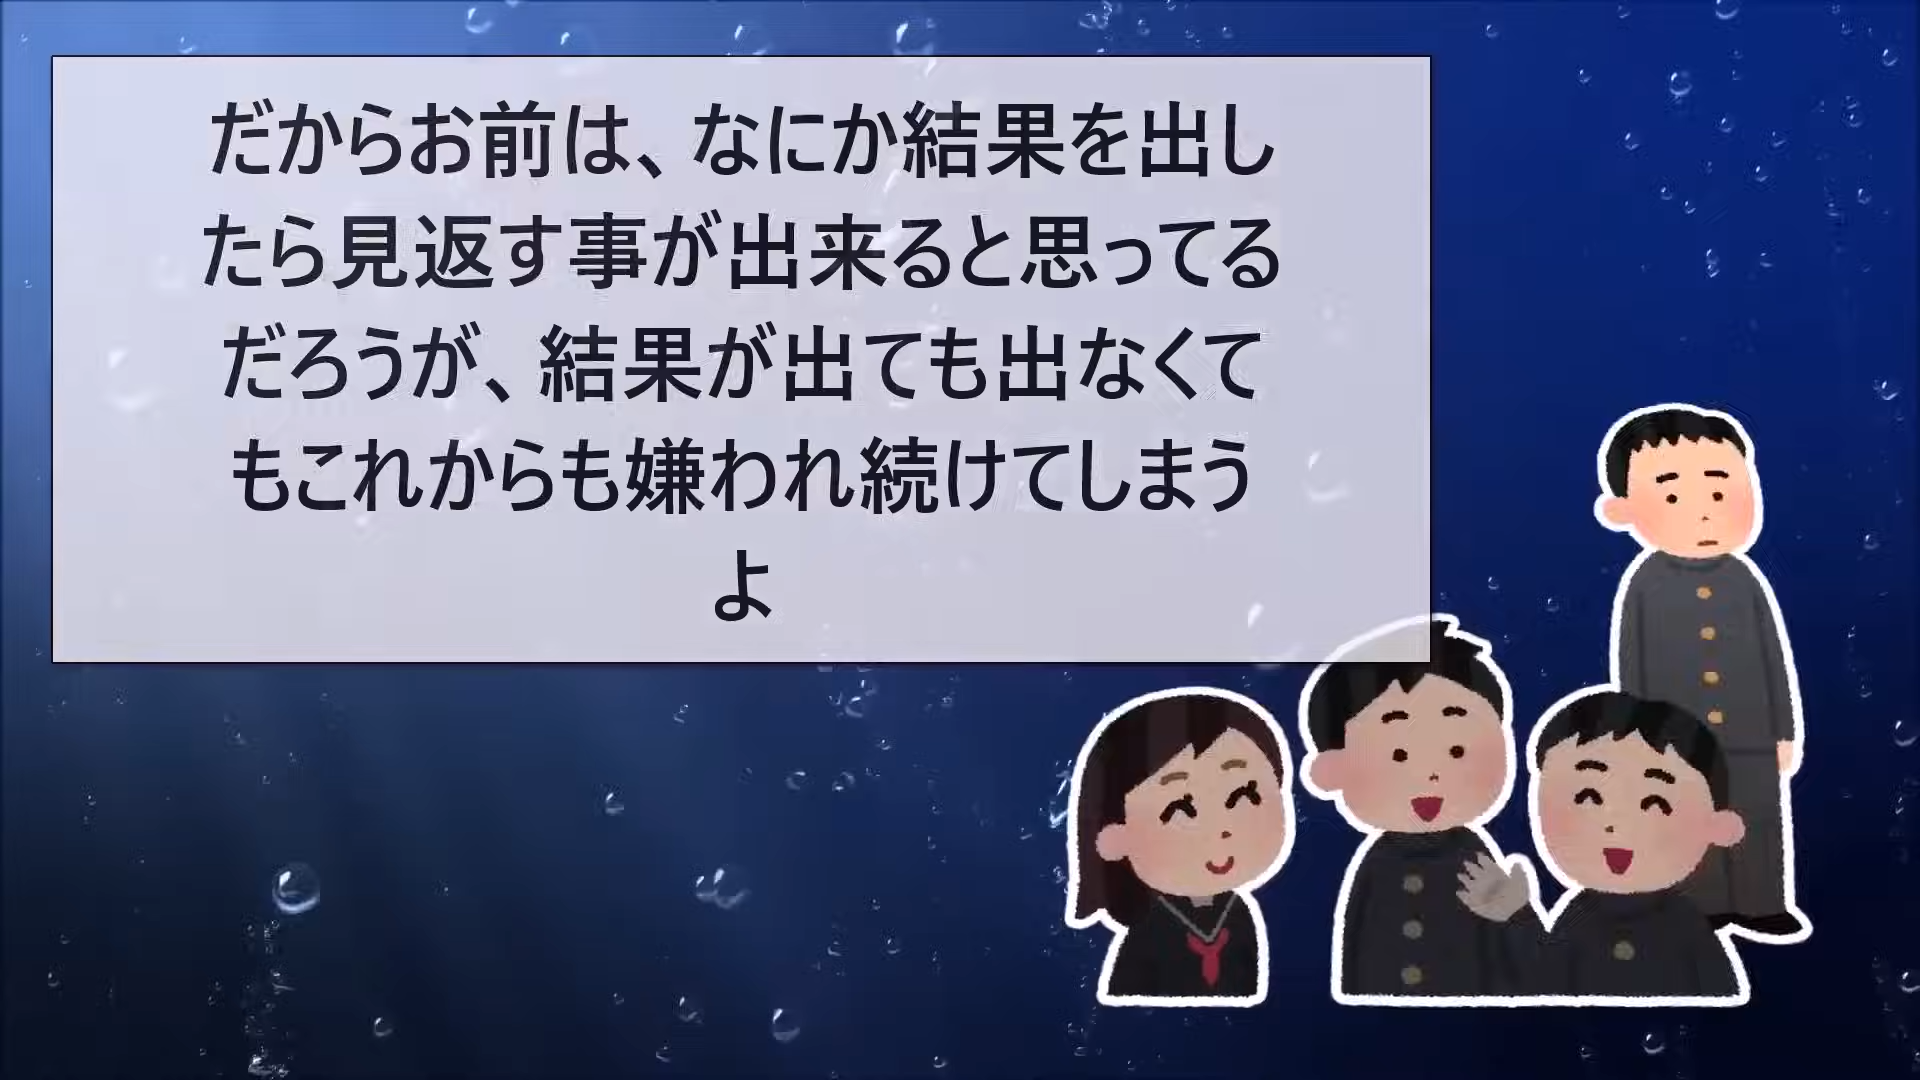 だからお前は、なにか結果を出し
たら見返す事が出来ると思ってる
だろうが、結果が出ても出なくて
もこれからも嫌われ続けてしまう
よ